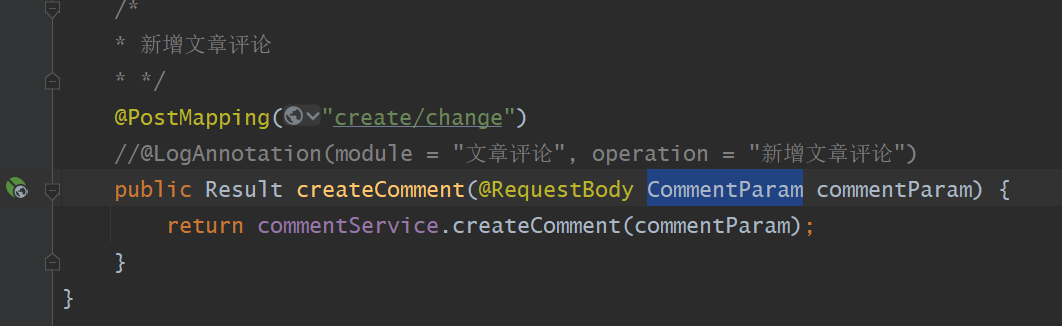 /*
* 新增文章评论
* */
@PostMapping("create/change")
//@LogAnnotation(module = "文章评论", operation = "新增文章评论")
public Result createComment(@RequestBody CommentParam commentParam) {
return commentService.createComment(commentParam);
}
}